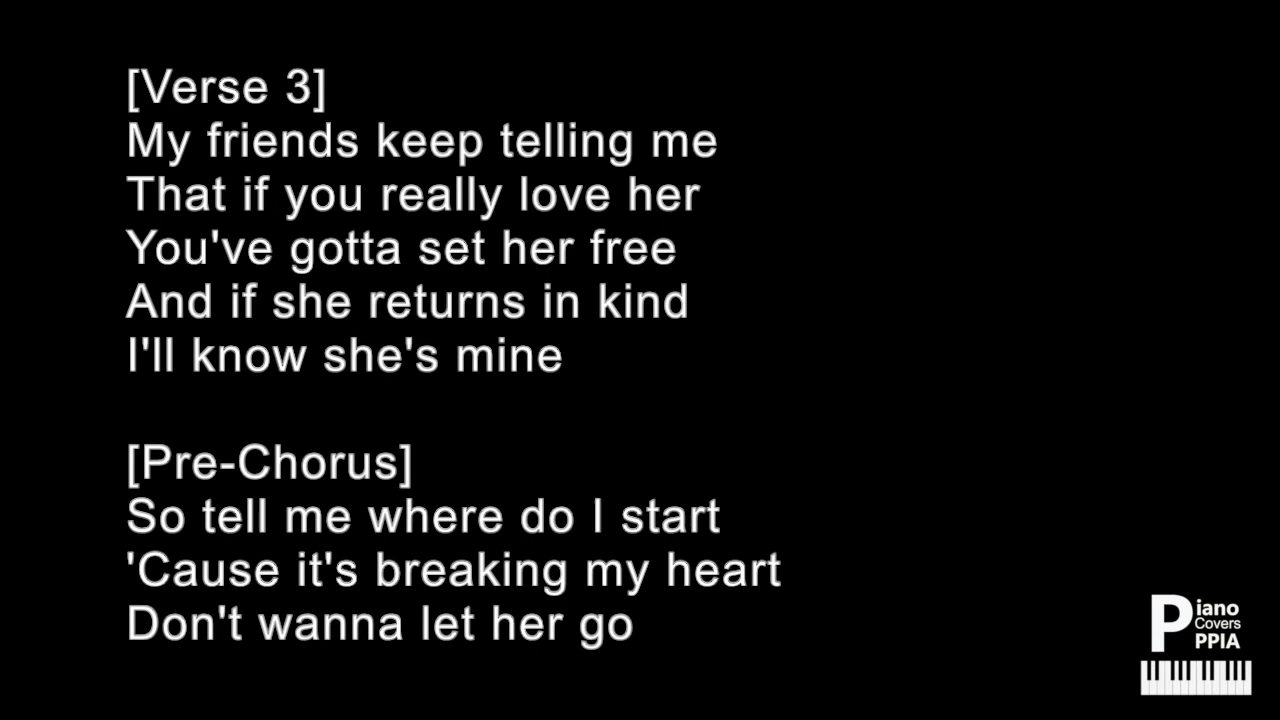 [Verse 3]
My friends keep telling me
That if you really love her
You've gotta set her free
And if she returns in kind
I'll know she's mine
[Pre-Chorus]
So tell me where do I start
'Cause it's breaking my heart
Don't wanna let her go
Piano
Covers
PPIA